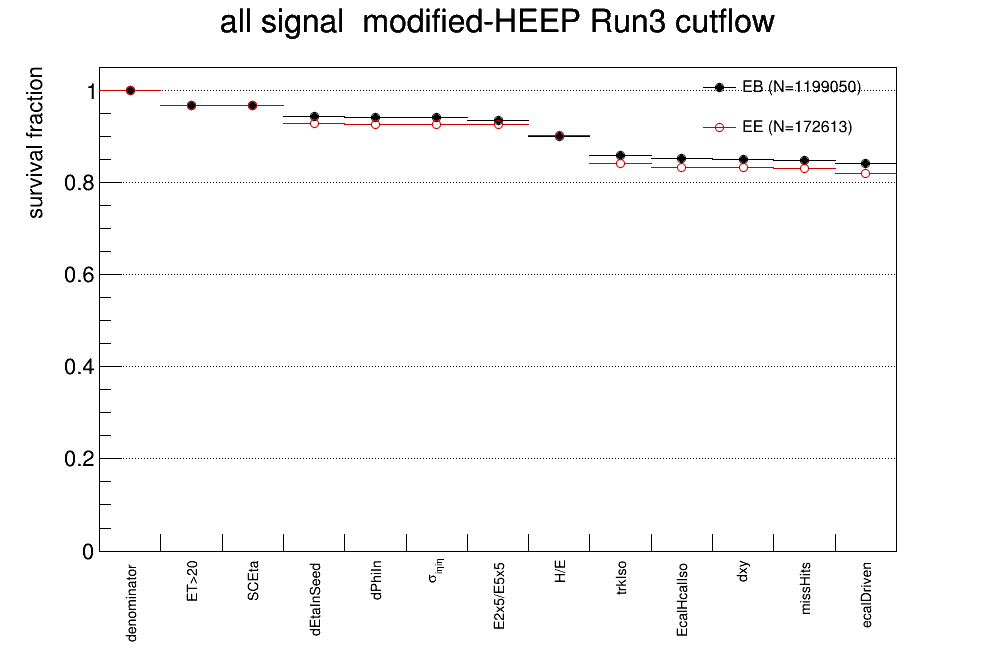 all signal  modified-HEEP Run3 cutflow
survival fraction
1
0.8
0.6
0.4
0.2
0
EB (N=1199050)
EE (N=172613)
denominator
ET>20
SCEta
dEtaInSeed
dPhiIn
σiηiη
E2x5/E5x5
H/E
trkIso
EcalHcalIso
dxy
missHits
ecalDriven